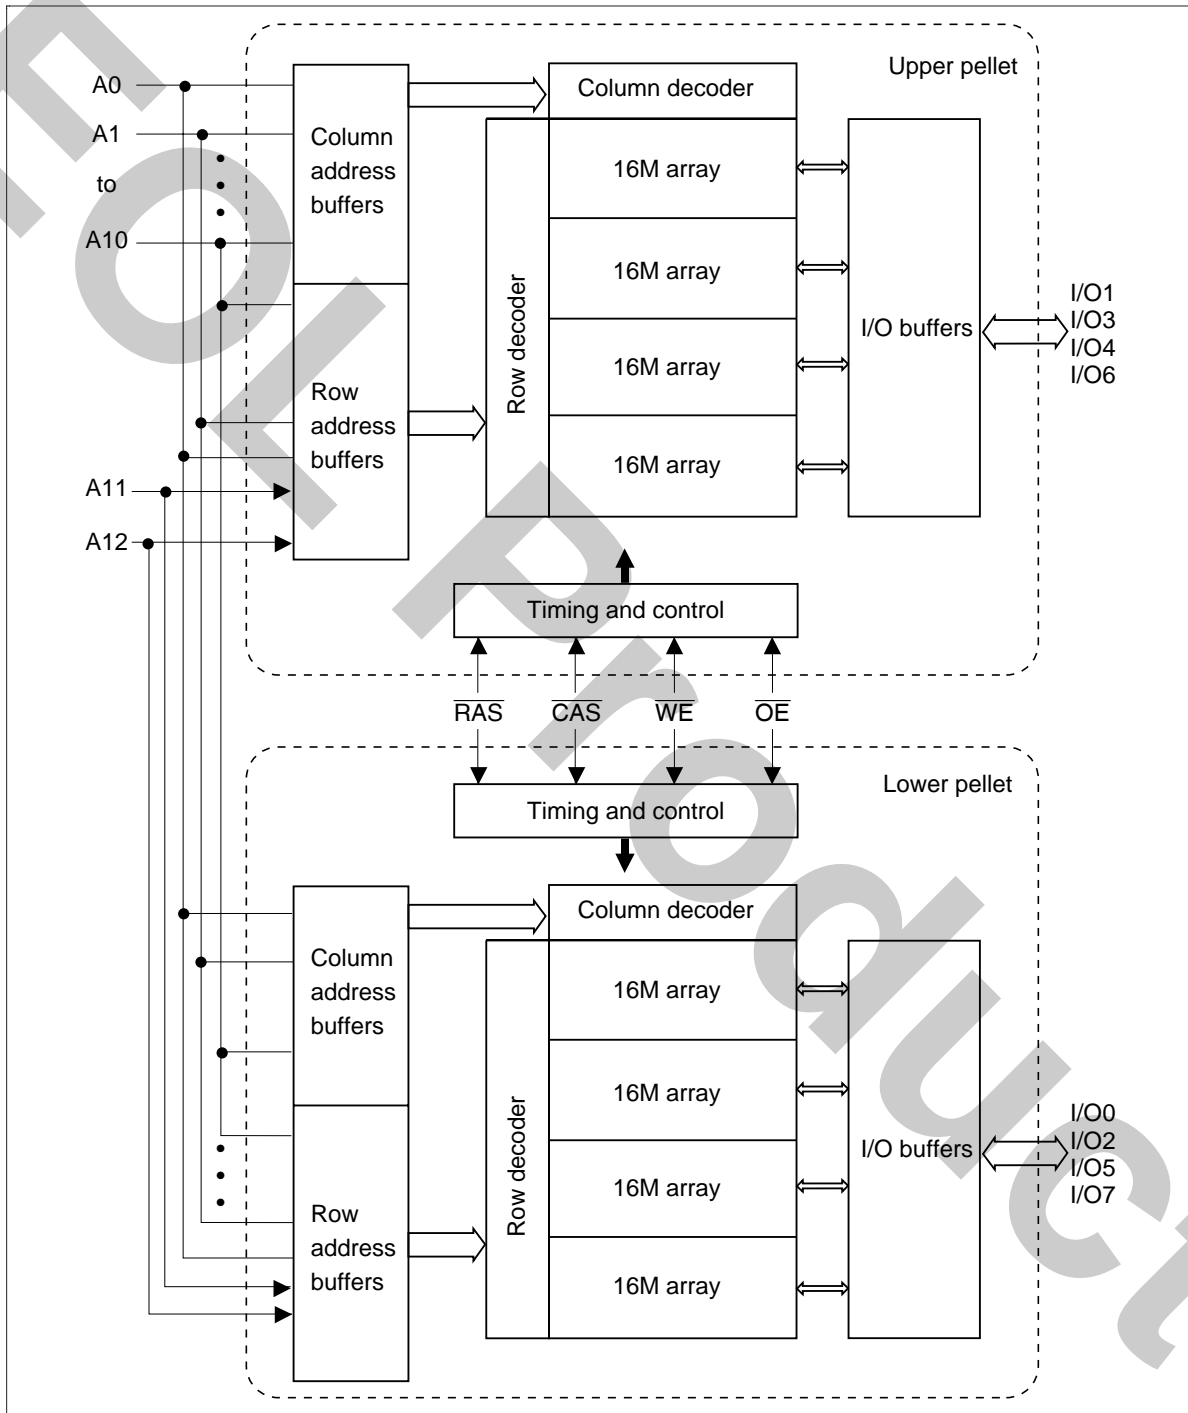 Upper pellet
A0
A1
to
A10
A11
A12
Column
address
buffers
Row
address
buffers
Column decoder
Row decoder
16M array
16M array
16M array
16M array
I/O buffers
I/O1
I/O3
I/O4
I/O6
Timing and control
RAS
CAS
WE
OE
Lower pellet
Timing and control
Column
address
buffers
Row
address
buffers
Column decoder
Row decoder
16M array
16M array
16M array
16M array
I/O buffers
I/O0
I/O2
I/O5
I/O7
EOL Product